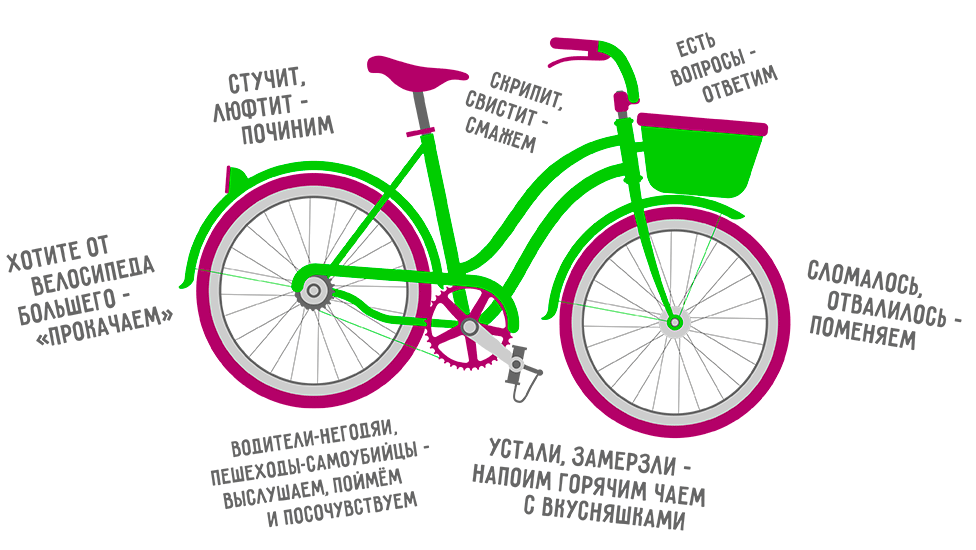 СТУЧИТ,
ЛЮФТИТ -
ПОЧИНИМ
СКРИПИТ,
СВИСТИТ -
СМАЖЕМ
ЕСТЬ
ВОПРОСЫ -
ОТВЕТИМ
ХОТИТЕ ОТ
ВЕЛОСИПЕДА
БОЛЬШЕГО -
«ПРОКАЧАЕМ»
СЛОМАЛОСЬ,
ОТВАЛИЛОСЬ -
ПОМЕНЯЕМ
ВОДИТЕЛИ-НЕГОДЯИ,
ПЕШЕХОДЫ-САМОУБИЙЦЫ -
ВЫСЛУШАЕМ, ПОЙМЁМ
И ПОСОЧУВСТВУЕМ
УСТАЛИ, ЗАМЕРЗЛИ -
НАПОИМ ГОРЯЧИМ ЧАЕМ
С ВКУСНЯШКАМИ